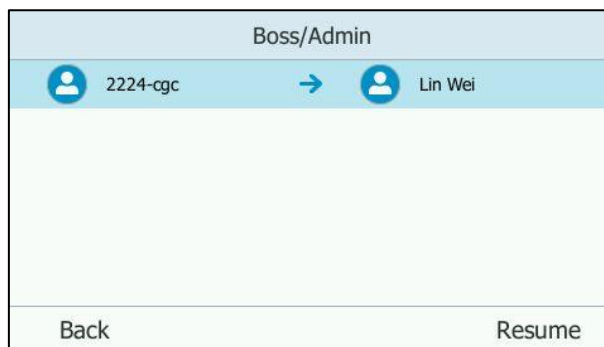 Boss/Admin
2224-cgc → Lin Wei
Back Resume